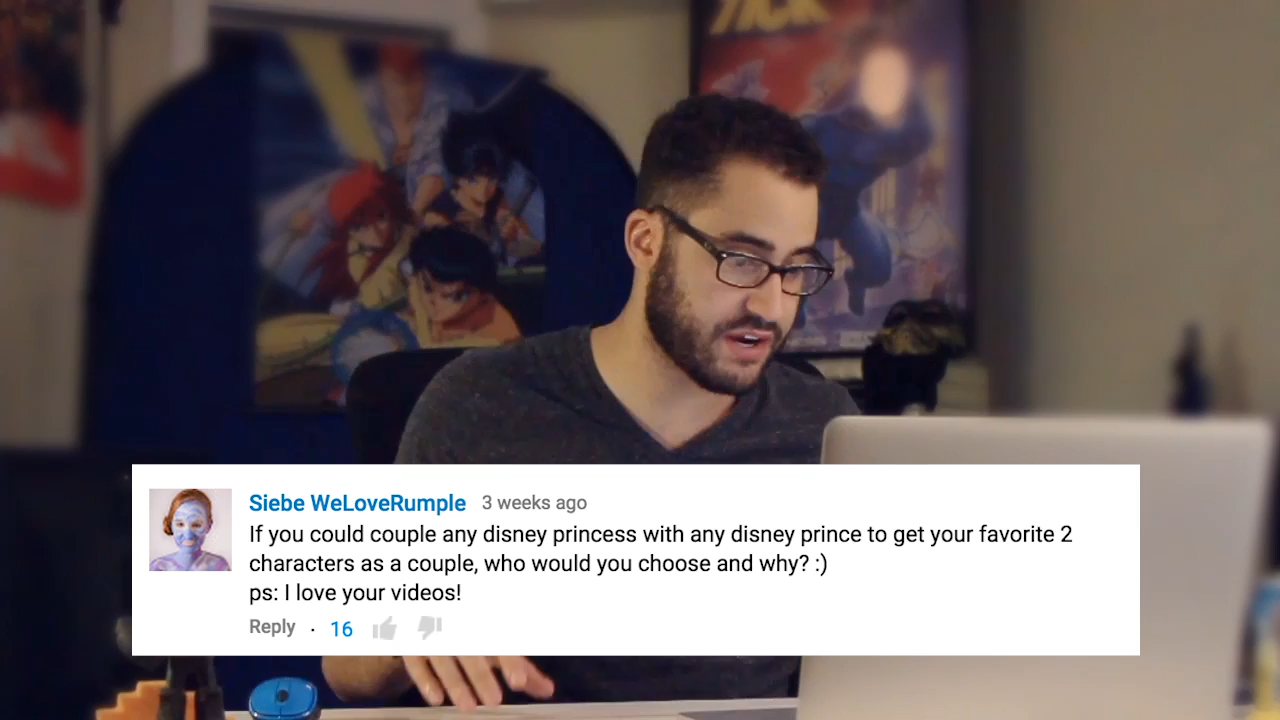 TICK
Siebe WeLoveRumple 3 weeks ago
If you could couple any disney princess with any disney prince to get your favorite 2
characters as a couple, who would you choose and why? :)
ps: I love your videos!
Reply · 16